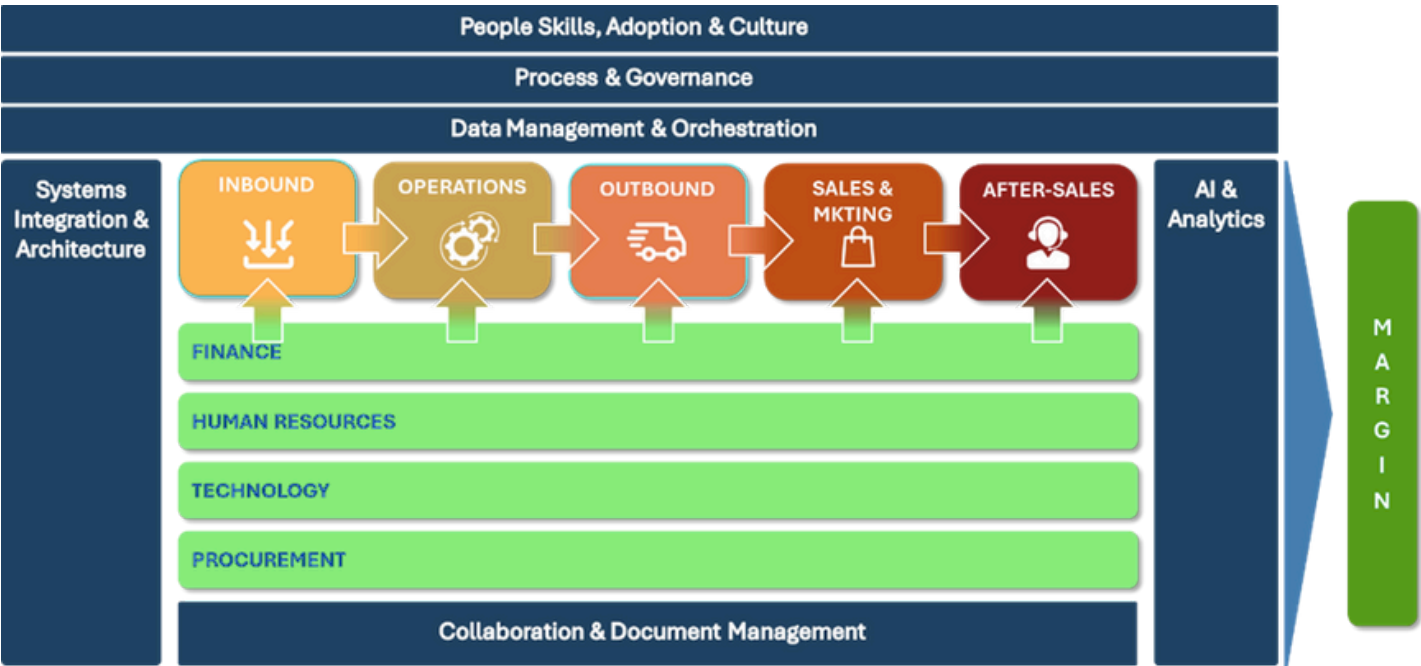 People Skills, Adoption & Culture
Process & Governance
Data Management & Orchestration
Systems
Integration &
Architecture
INBOUND
OPERATIONS
OUTBOUND
SALES &
MKTING
AFTER-SALES
AI &
Analytics
FINANCE
HUMAN RESOURCES
TECHNOLOGY
PROCUREMENT
Collaboration & Document Management
M
A
R
G
I
N